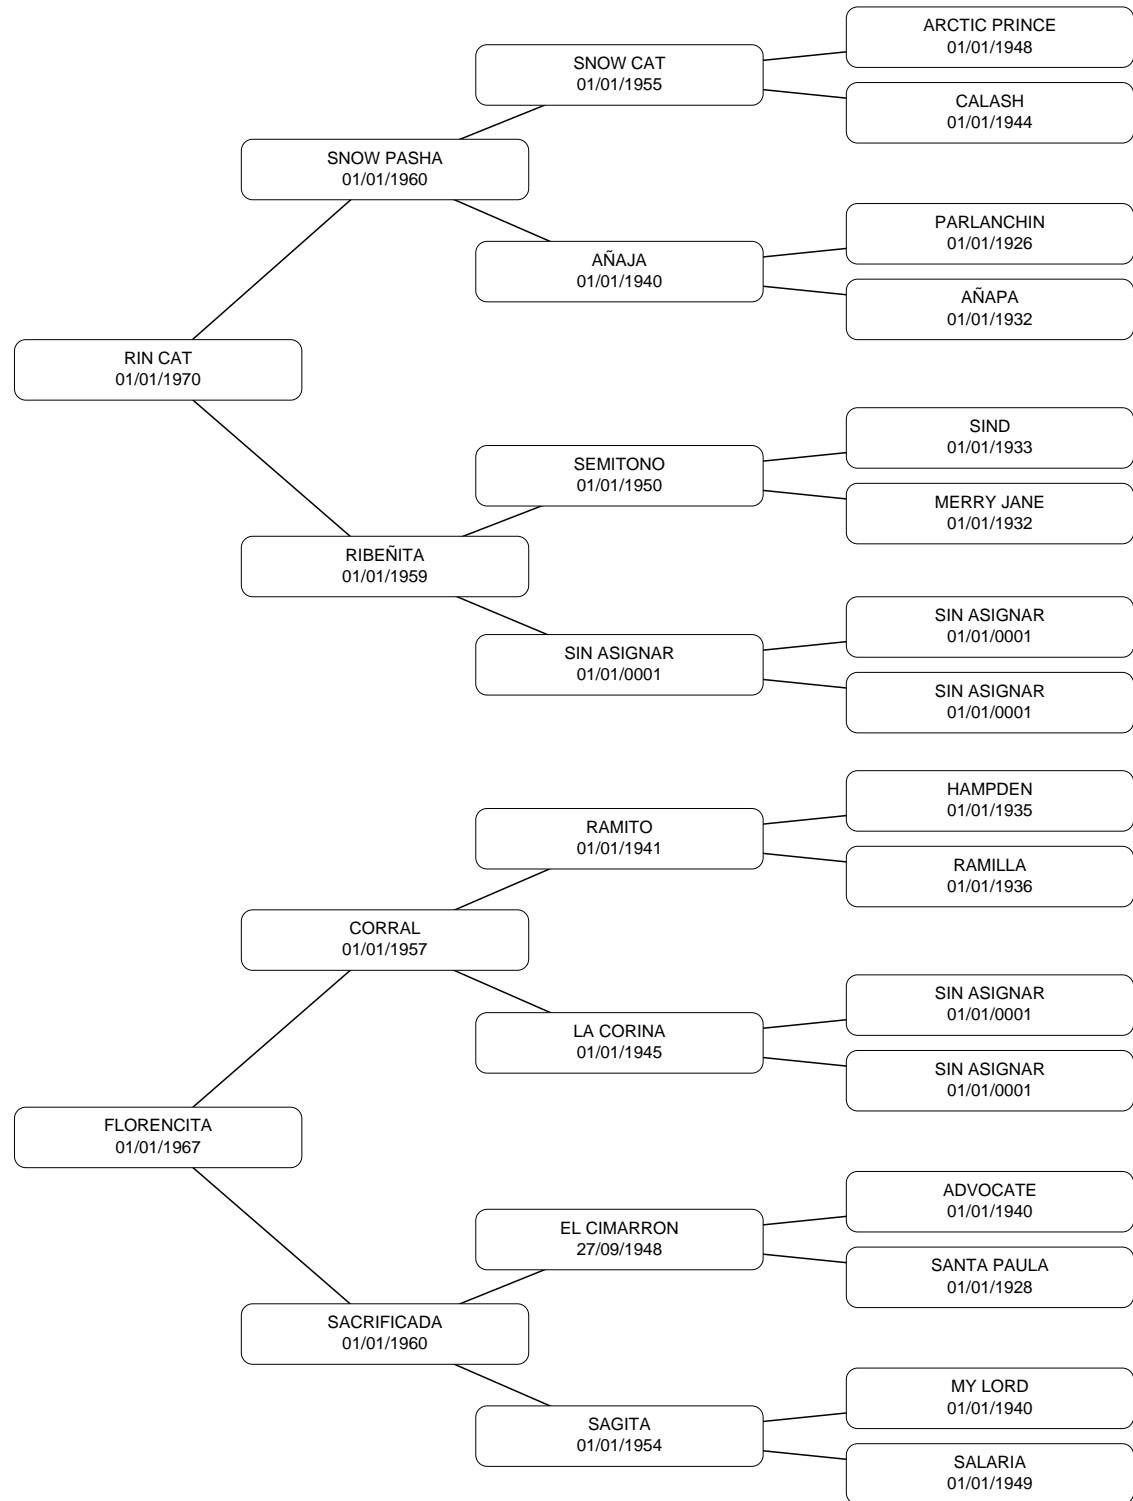 ARCTIC PRINCE
01/01/1948
SNOW CAT
01/01/1955
CALASH
01/01/1944
SNOW PASHA
01/01/1960
PARLANCHIN
01/01/1926
AÑAJA
01/01/1940
AÑAPA
01/01/1932
RIN CAT
01/01/1970
SIND
01/01/1933
SEMITONO
01/01/1950
MERRY JANE
01/01/1932
RIBEÑITA
01/01/1959
SIN ASIGNAR
01/01/0001
SIN ASIGNAR
01/01/0001
SIN ASIGNAR
01/01/0001
HAMPDEN
01/01/1935
RAMITO
01/01/1941
RAMILLA
01/01/1936
CORRAL
01/01/1957
SIN ASIGNAR
01/01/0001
LA CORINA
01/01/1945
SIN ASIGNAR
01/01/0001
FLORENCITA
01/01/1967
ADVOCATE
01/01/1940
EL CIMARRON
27/09/1948
SANTA PAULA
01/01/1928
SACRIFICADA
01/01/1960
MY LORD
01/01/1940
SAGITA
01/01/1954
SALARIA
01/01/1949